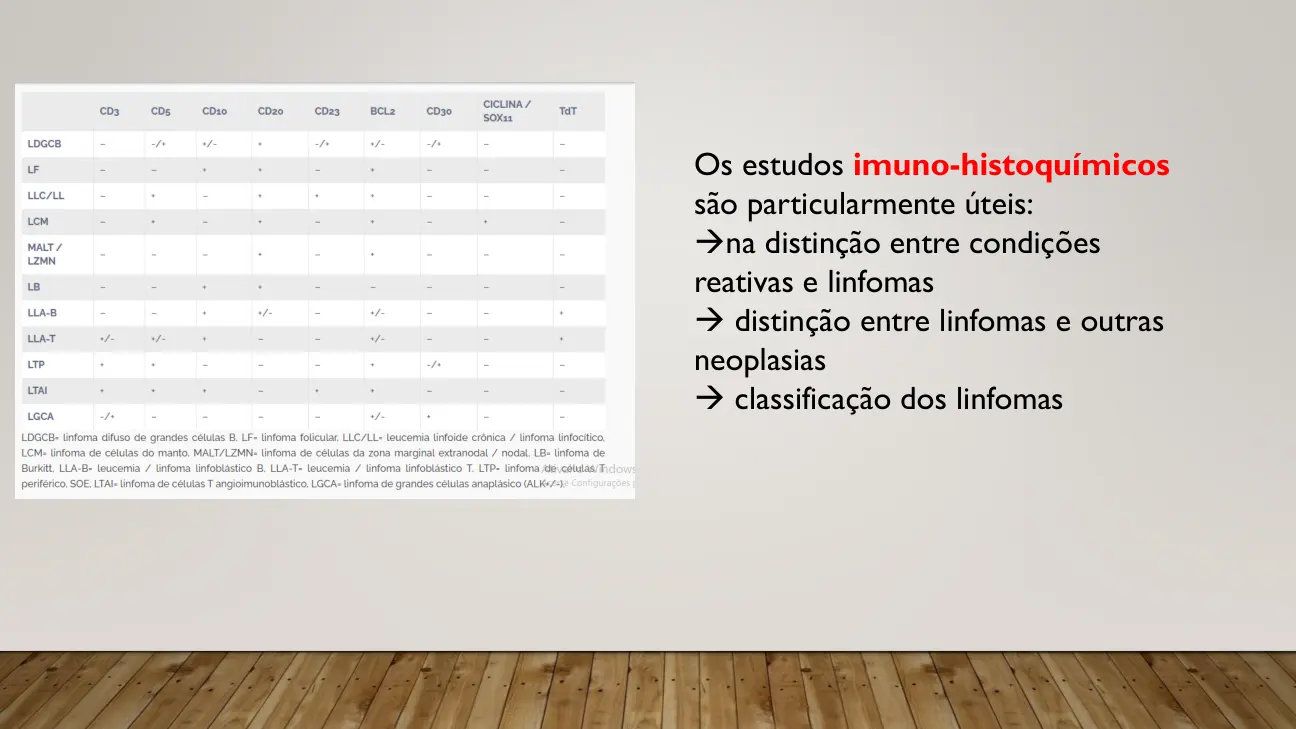 CD3 CD5 CD10 CD20 CD23 BCL2 CD30 CICLINA / SOX11 TdT
LDGCB – -/+ +/- + -/+ +/- -/+ – –
LF – – + + – + – – –
LLC/LL – + – + + + – – –
LCM – + – + – + – + –
MALT / LZMN – – – + – + – – –
LB – – + + – – – – –
LLA-B – – + +/- – +/- – – +
LLA-T +/- +/- + – – +/- – – +
LTP + + – – – + -/+ – –
LTAI + + + – + + – – –
LGCA -/+ – – – – +/- + – –
LDGCB= linfoma difuso de grandes células B, LF= linfoma folicular, LLC/LL= leucemia linfoide crônica / linfoma linfocítico,
LCM= linfoma de células do manto, MALT/LZMN= linfoma de células da zona marginal extranodal / nodal, LB= linfoma de
Burkitt, LLA-B= leucemia / linfoma linfoblástico B, LLA-T= leucemia / linfoma linfoblástico T, LTP= linfoma de células T
periférico, SOE, LTAI= linfoma de células T angioimunoblástico, LGCA= linfoma de grandes células anaplásico (ALK+/-).
Windows
Configurações
Os estudos imuno-histoquímicos
são particularmente úteis:
→na distinção entre condições
reativas e linfomas
→ distinção entre linfomas e outras
neoplasias
→ classificação dos linfomas